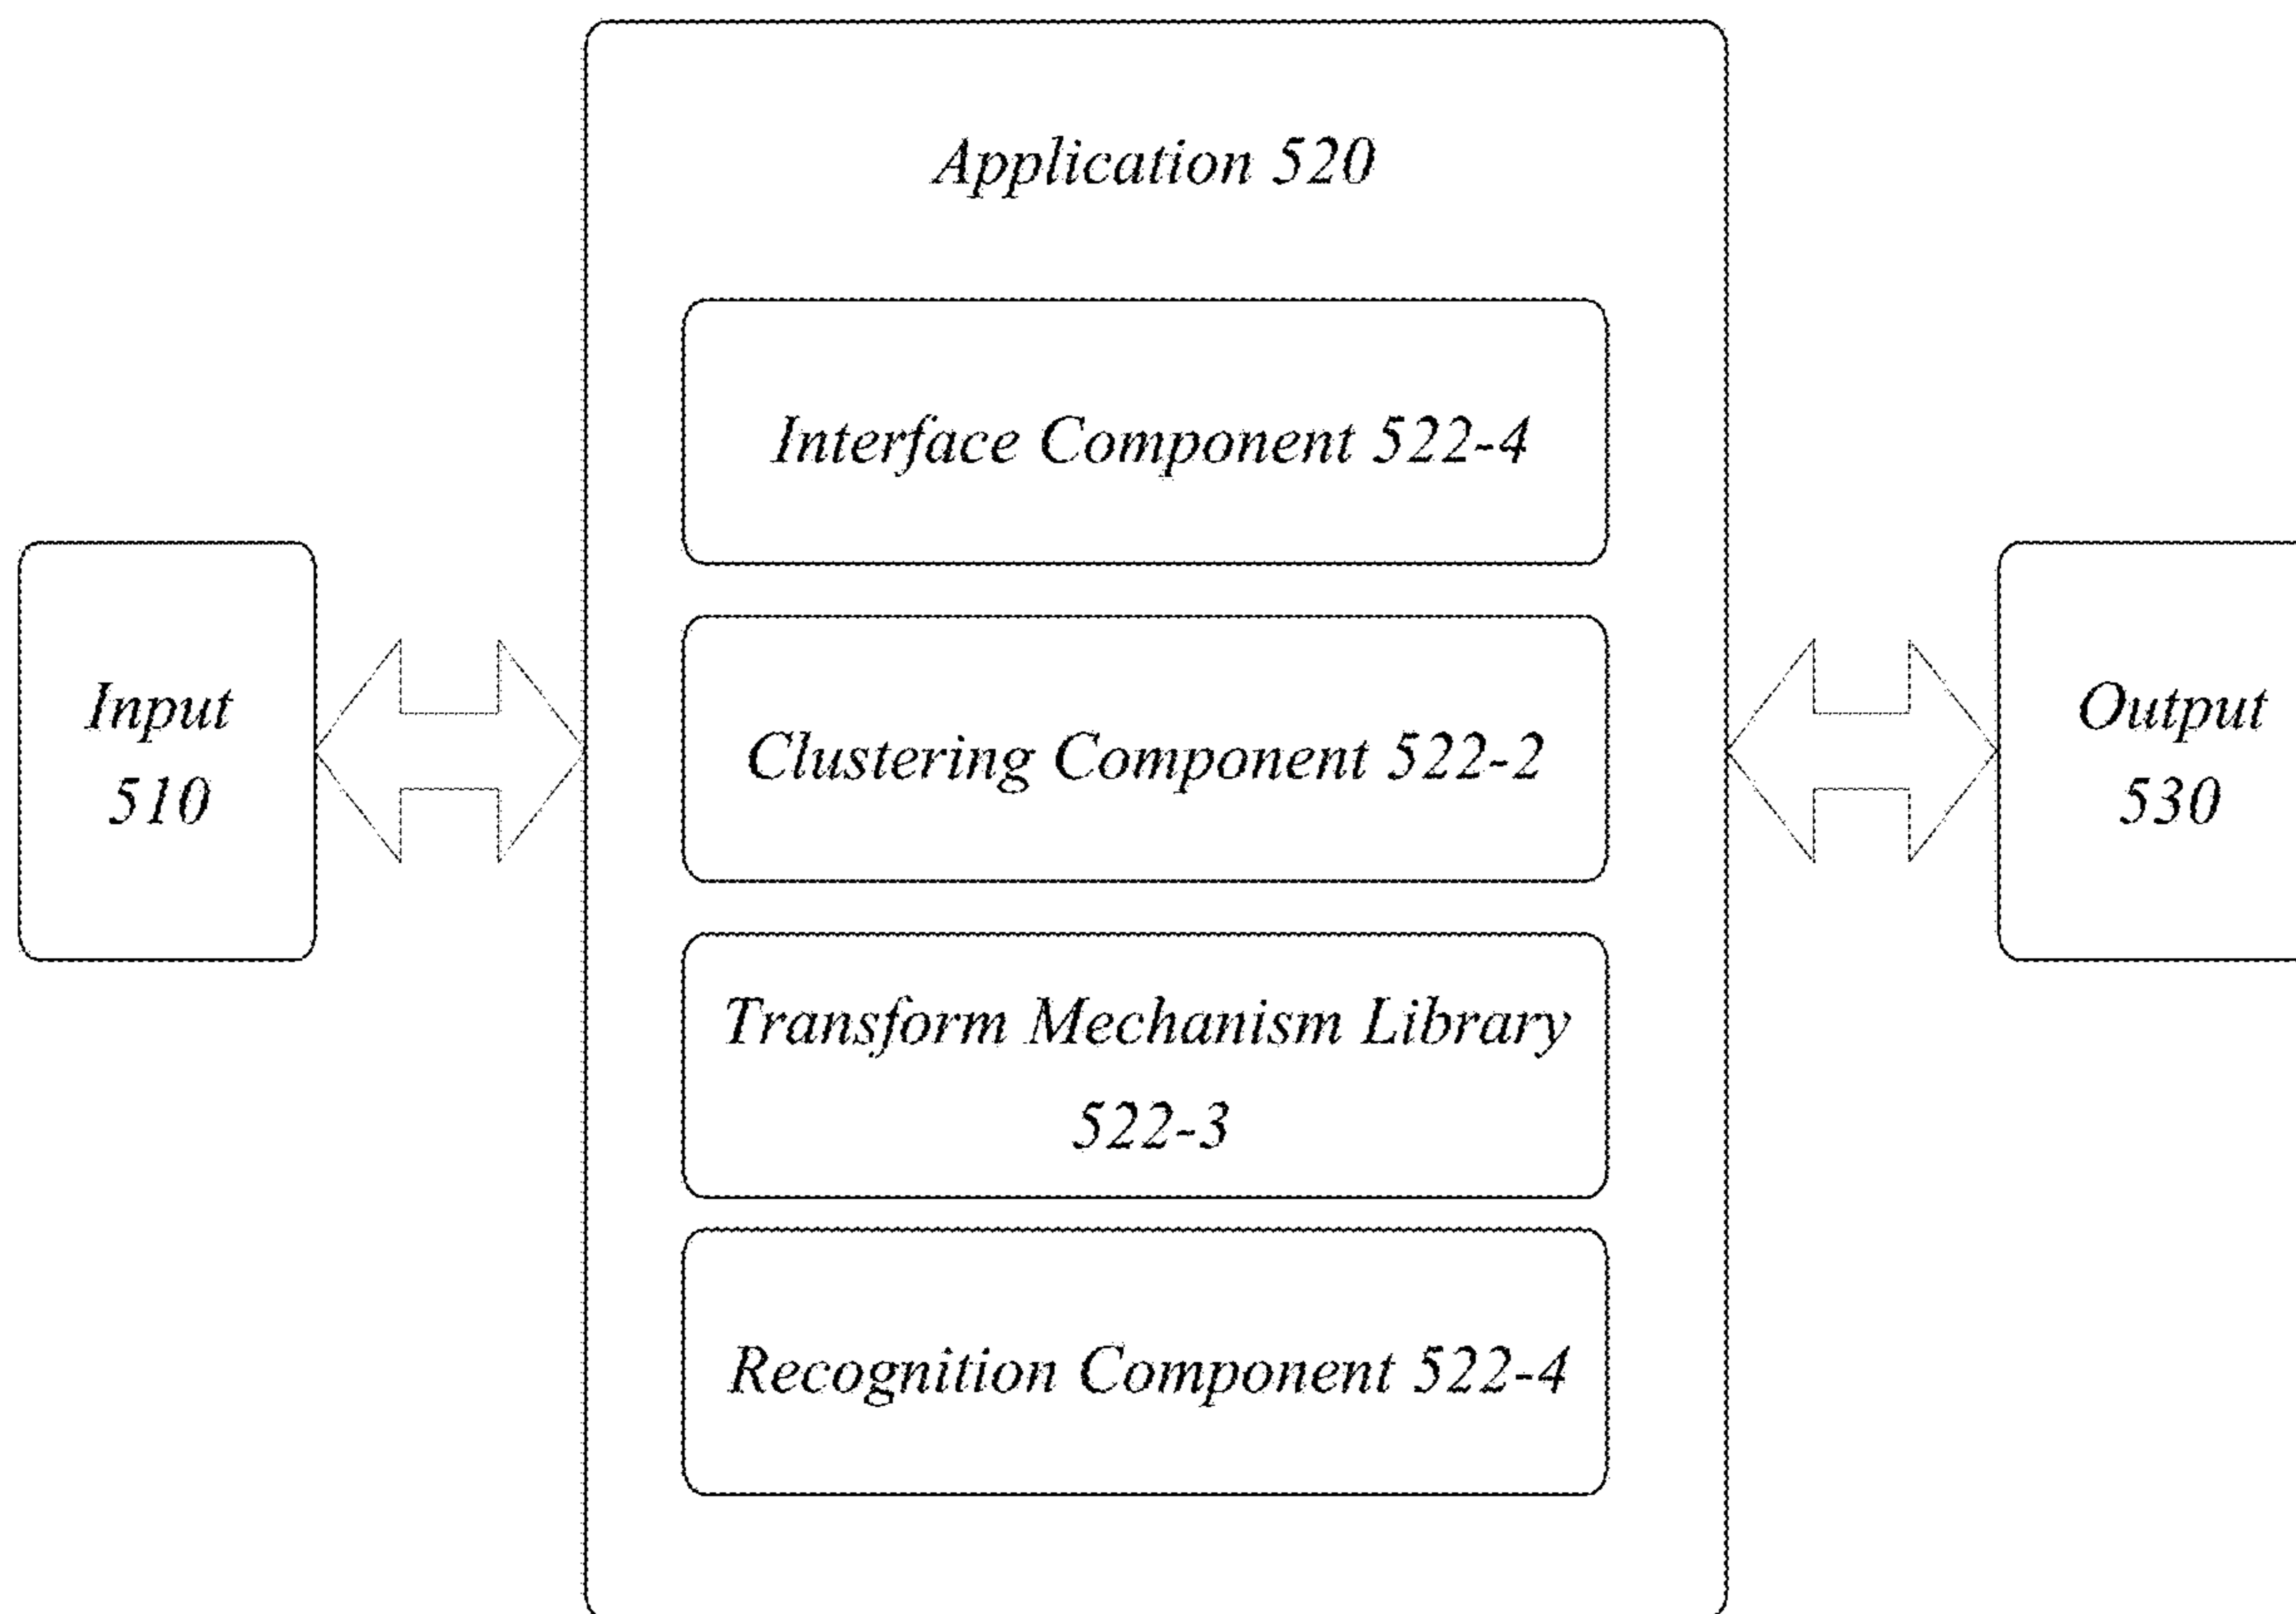 Application 520
Interface Component 522-4
Input
510
Clustering Component 522-2
Output
530
Transform Mechanism Library
522-3
Recognition Component 522-4